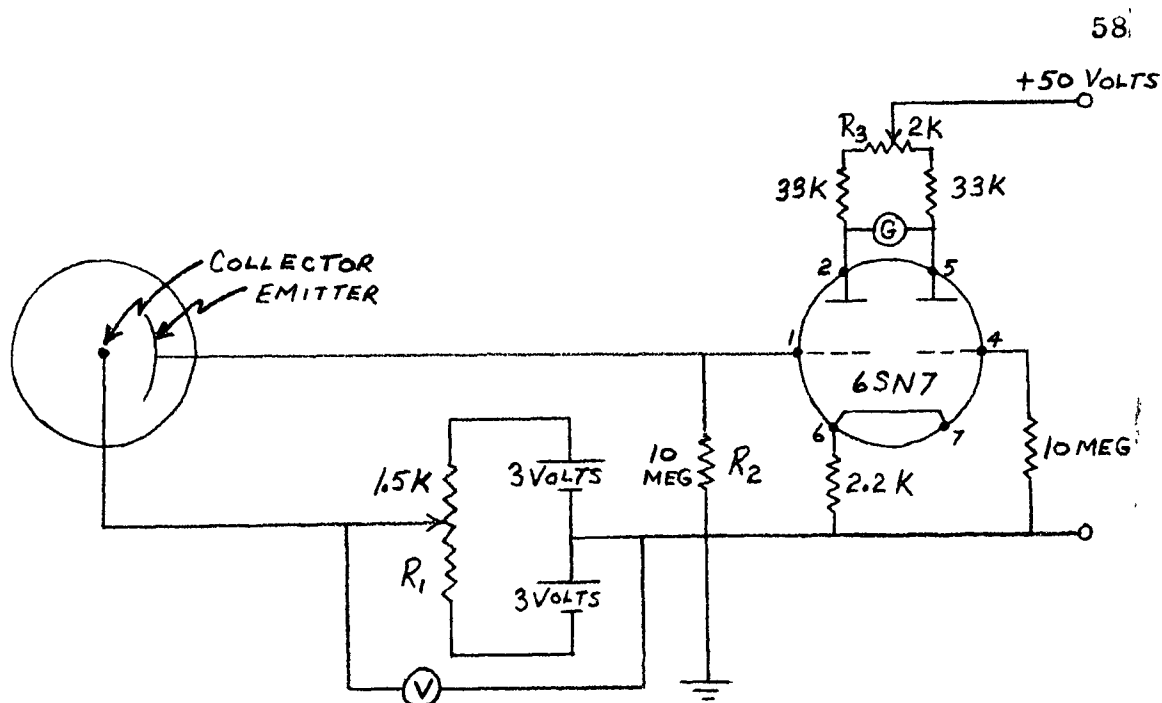 58
+50 VOLTS
R3 2K
33K 33K
G
2 5
COLLECTOR
EMITTER
1 4
6SN7
6 7
10 MEG
1.5K
3 VOLTS
10 MEG R2
2.2K
R1
3 VOLTS
V